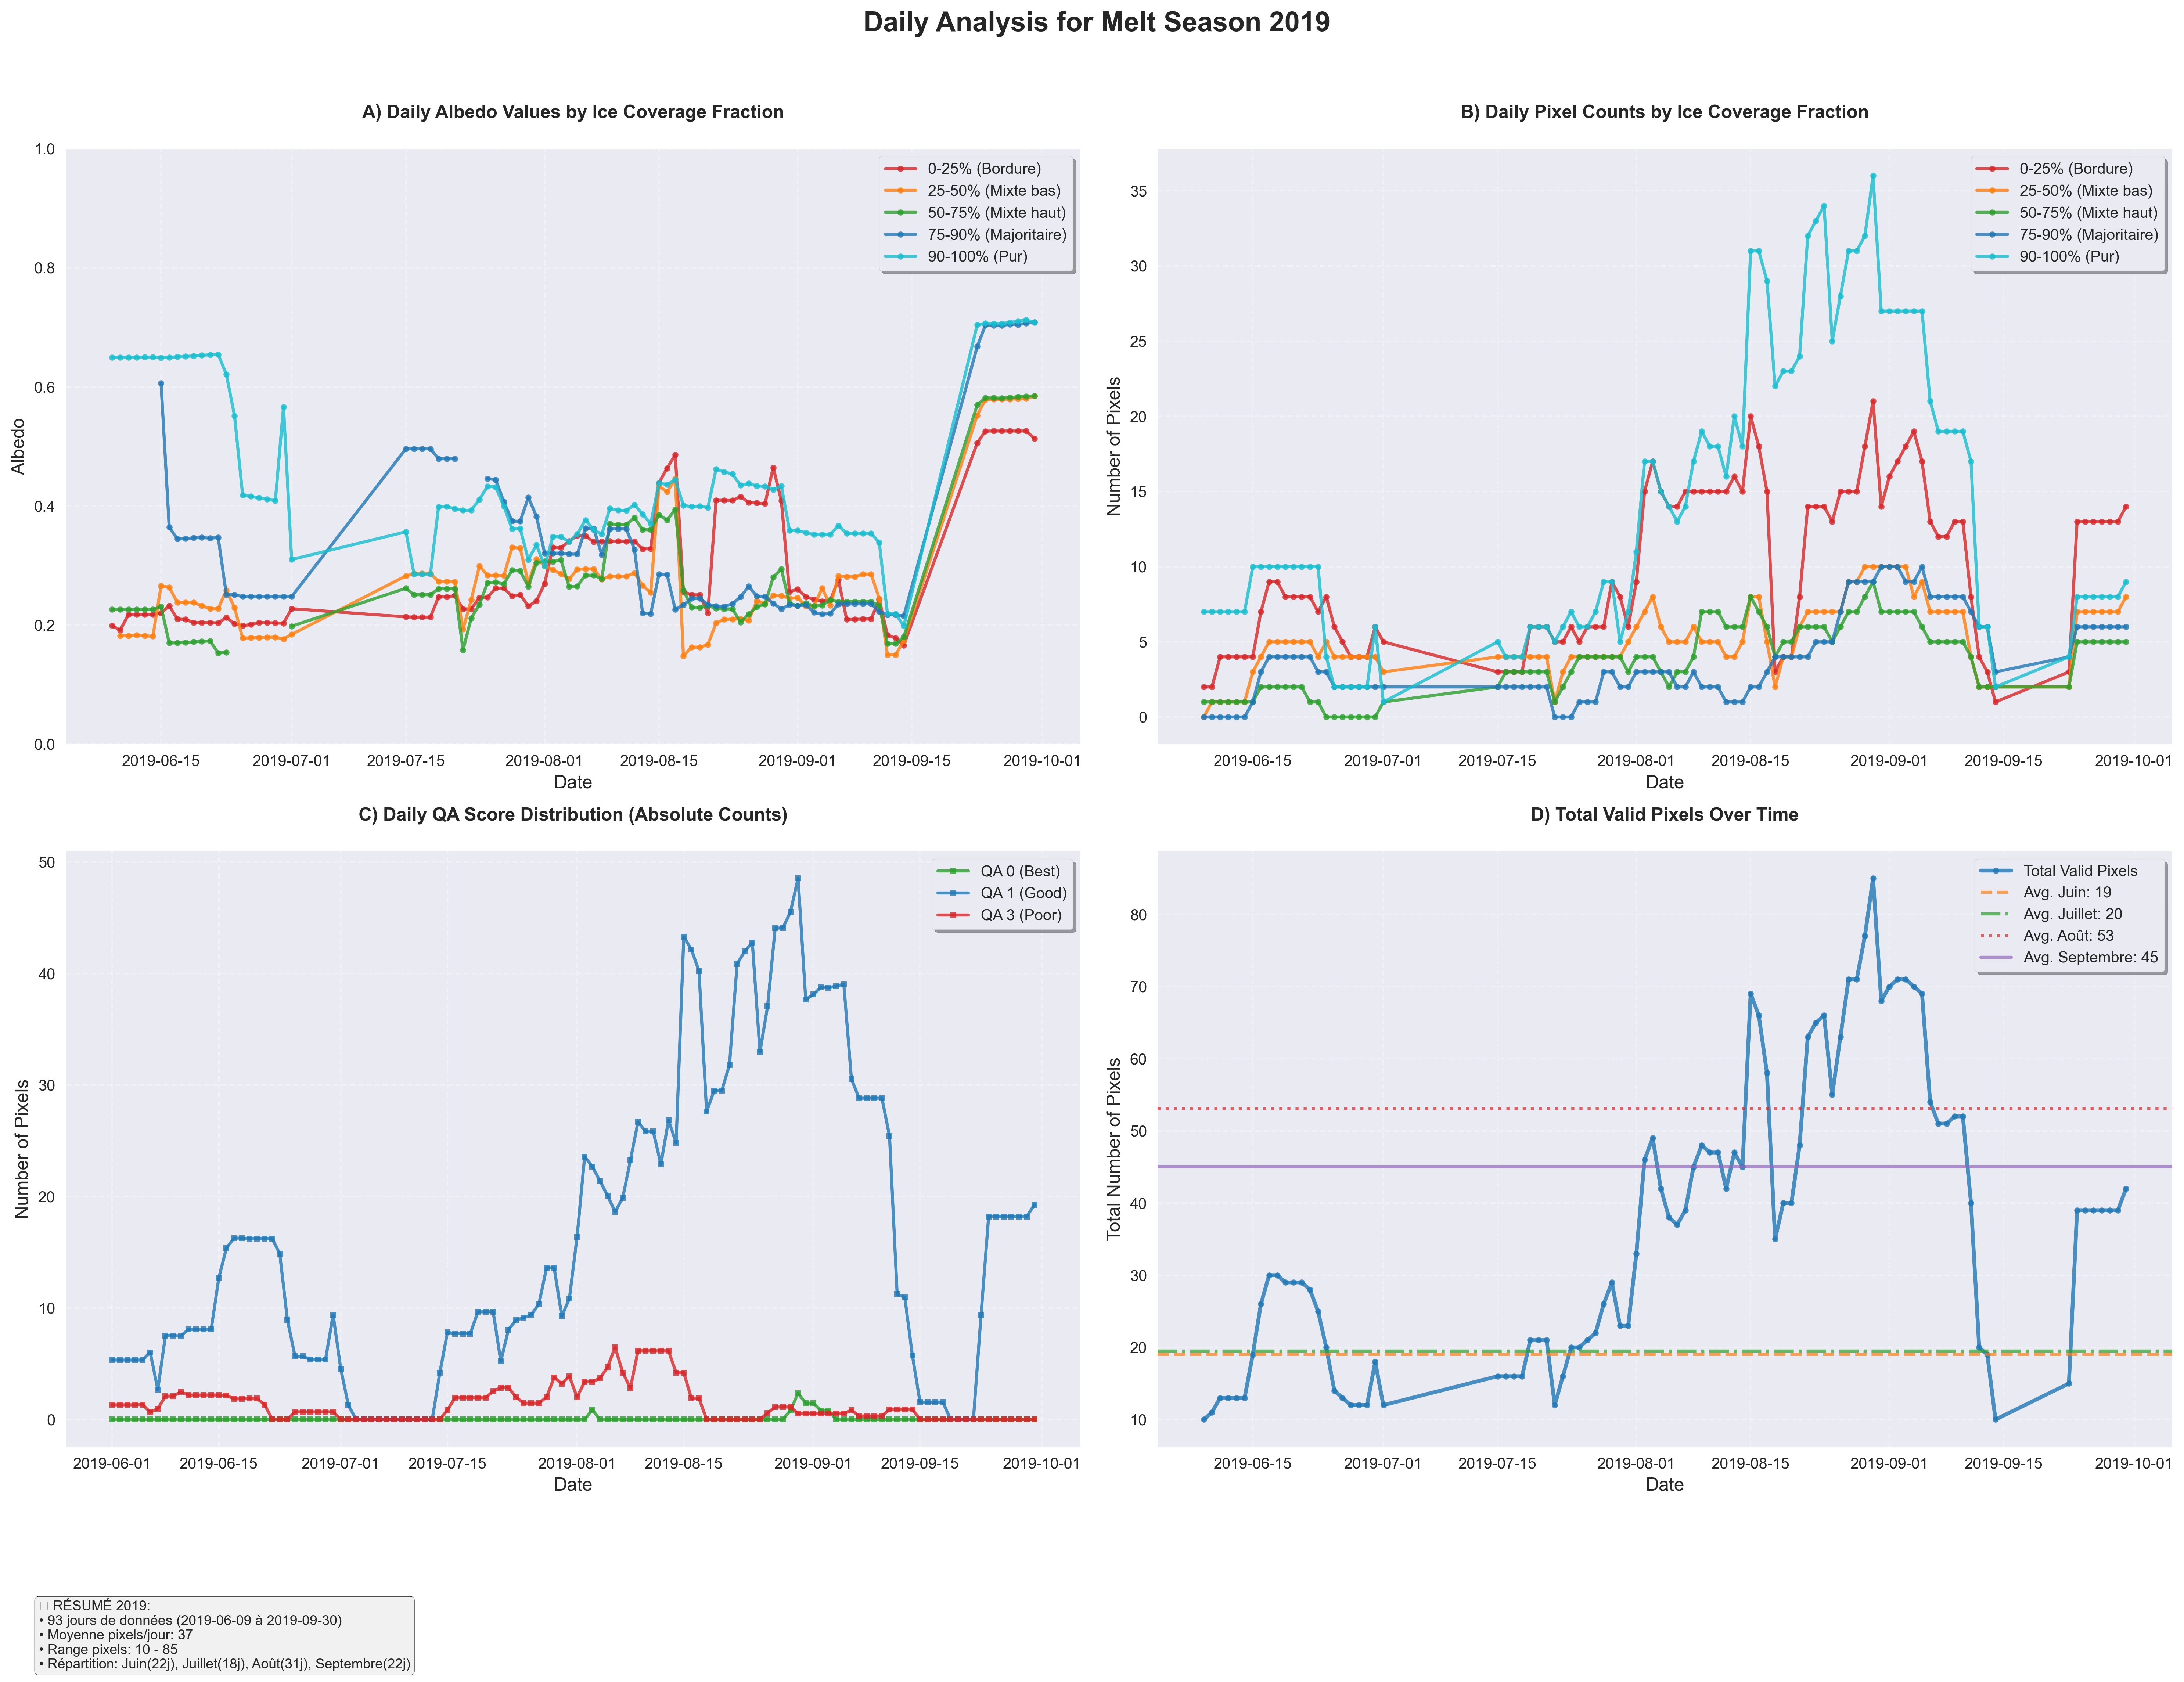 Daily Analysis for Melt Season 2019
A) Daily Albedo Values by Ice Coverage Fraction
1.0
0.8
0.6
0.4
0.2
0.0
Albedo
0-25% (Bordure)
25-50% (Mixte bas)
50-75% (Mixte haut)
75-90% (Majoritaire)
90-100% (Pur)
2019-06-15
2019-07-01
2019-07-15
2019-08-01
2019-08-15
2019-09-01
2019-09-15
2019-10-01
Date
B) Daily Pixel Counts by Ice Coverage Fraction
35
30
25
20
15
10
5
0
Number of Pixels
0-25% (Bordure)
25-50% (Mixte bas)
50-75% (Mixte haut)
75-90% (Majoritaire)
90-100% (Pur)
2019-06-15
2019-07-01
2019-07-15
2019-08-01
2019-08-15
2019-09-01
2019-09-15
2019-10-01
Date
C) Daily QA Score Distribution (Absolute Counts)
50
40
30
20
10
0
Number of Pixels
QA 0 (Best)
QA 1 (Good)
QA 3 (Poor)
2019-06-01
2019-06-15
2019-07-01
2019-07-15
2019-08-01
2019-08-15
2019-09-01
2019-09-15
2019-10-01
Date
D) Total Valid Pixels Over Time
80
70
60
50
40
30
20
10
Total Number of Pixels
Total Valid Pixels
Avg. Juin: 19
Avg. Juillet: 20
Avg. Août: 53
Avg. Septembre: 45
2019-06-15
2019-07-01
2019-07-15
2019-08-01
2019-08-15
2019-09-01
2019-09-15
2019-10-01
Date
RÉSUMÉ 2019:
• 93 jours de données (2019-06-09 à 2019-09-30)
• Moyenne pixels/jour: 37
• Range pixels: 10 - 85
• Répartition: Juin(22j), Juillet(18j), Août(31j), Septembre(22j)